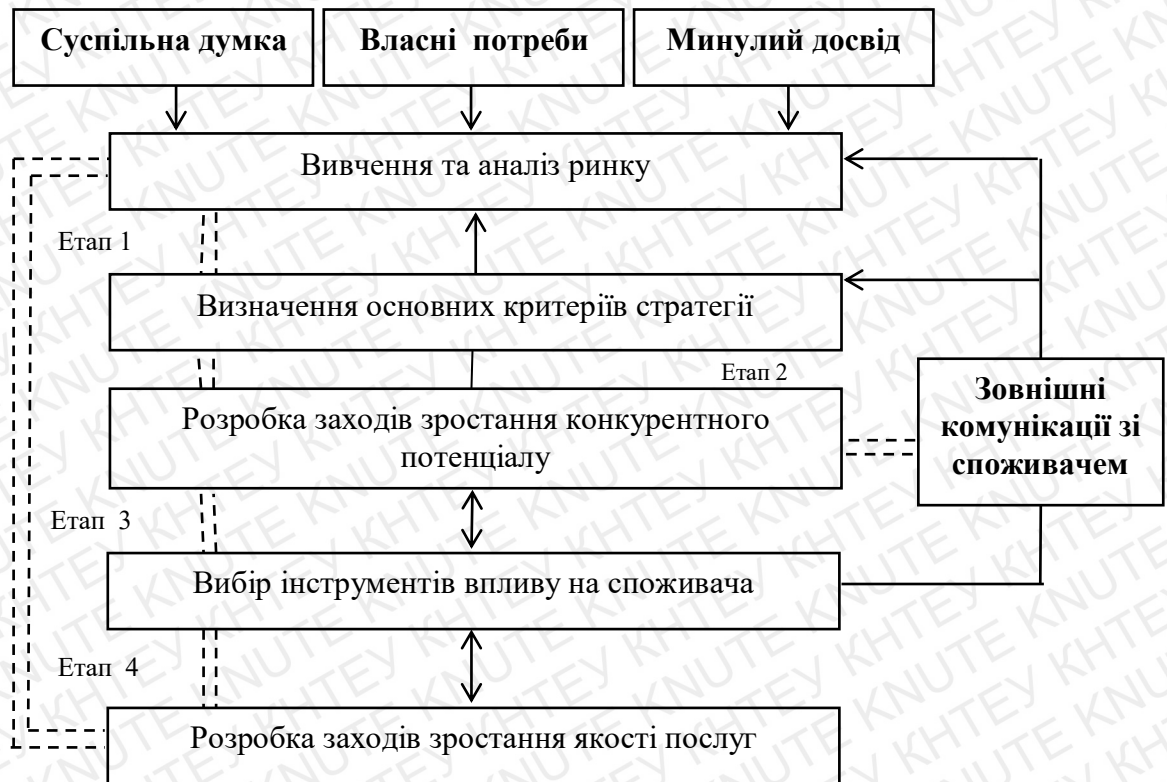 Суспільна думка
Власні потреби
Минулий досвід
Вивчення та аналіз ринку
Етап 1
Визначення основних критеріїв стратегії
Етап 2
Розробка заходів зростання конкурентного
потенціалу
Зовнішні
комунікації зі
споживачем
Етап 3
Вибір інструментів впливу на споживача
Етап 4
Розробка заходів зростання якості послуг